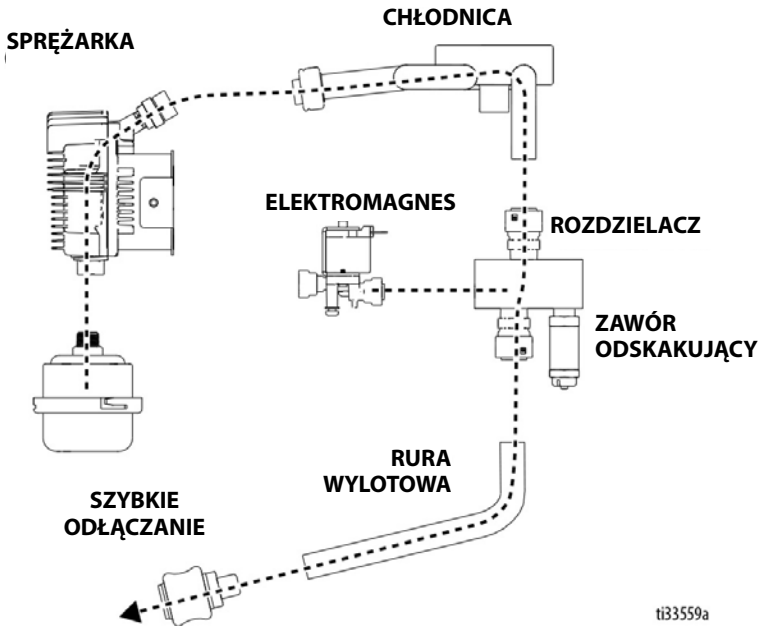 CHŁODNICA
SPRĘŻARKA
ELEKTROMAGNES
ROZDZIELACZ
ZAWÓR
ODSKAKUJĄCY
RURA
WYLOTOWA
SZYBKIE
ODŁĄCZANIE
ti33559a